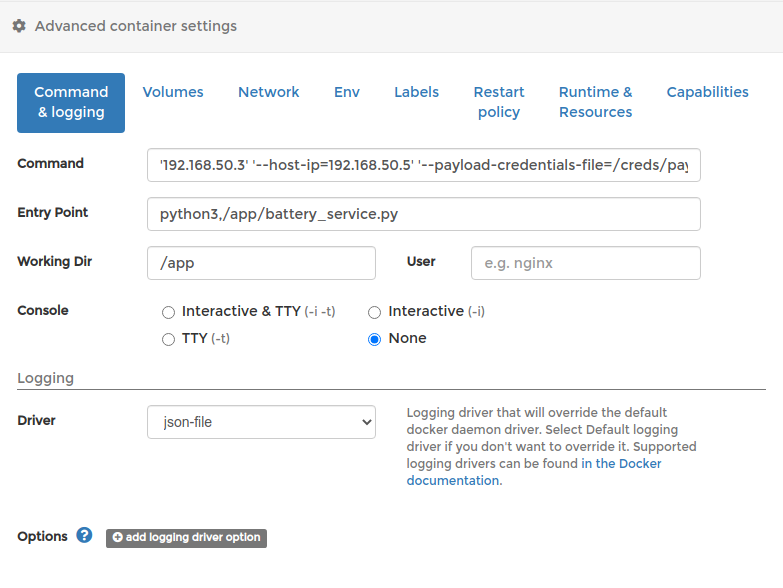 Advanced container settings
Command & logging
Volumes
Network
Env
Labels
Restart policy
Runtime & Resources
Capabilities
Command
'192.168.50.3' '--host-ip=192.168.50.5' '--payload-credentials-file=/creds/pay
Entry Point
python3,/app/battery_service.py
Working Dir
/app
User
e.g. nginx
Console
Interactive & TTY (-i -t)
Interactive (-i)
TTY (-t)
None
Logging
Driver
json-file
Logging driver that will override the default
docker daemon driver. Select Default logging
driver if you don't want to override it. Supported
logging drivers can be found in the Docker
documentation.
Options
?
add logging driver option